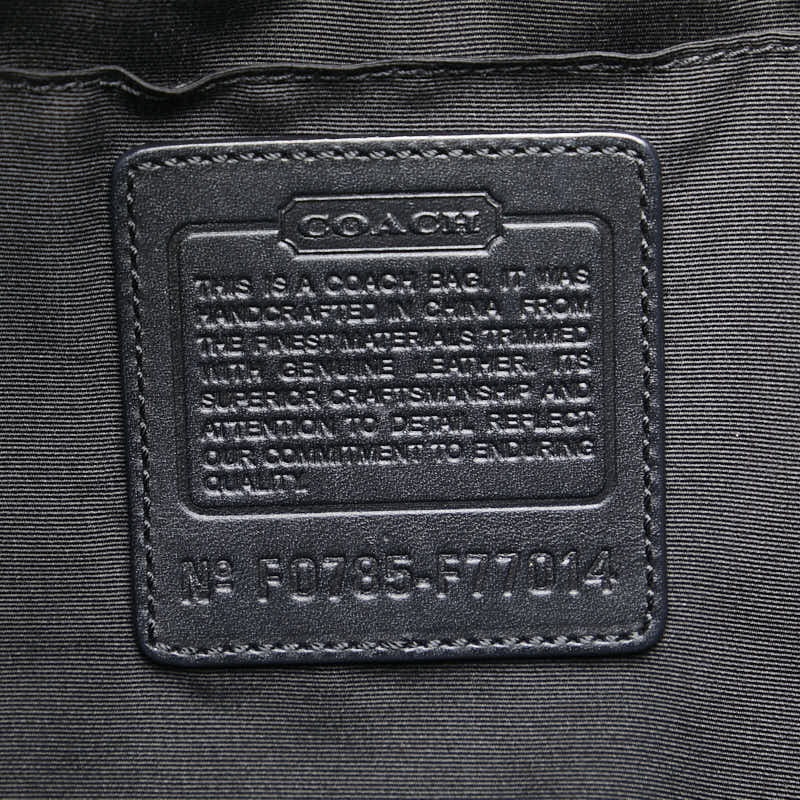 COACH
THIS IS A COACH BAG. IT WAS
HANDCRAFTED IN CHINA FROM
THE FINEST MATERIALS TRIMMED
WITH GENUINE LEATHER. ITS
SUPERIOR CRAFTSMANSHIP AND
ATTENTION TO DETAIL REFLECT
OUR COMMITMENT TO ENDURING
QUALITY.
Nº F0785-F77014